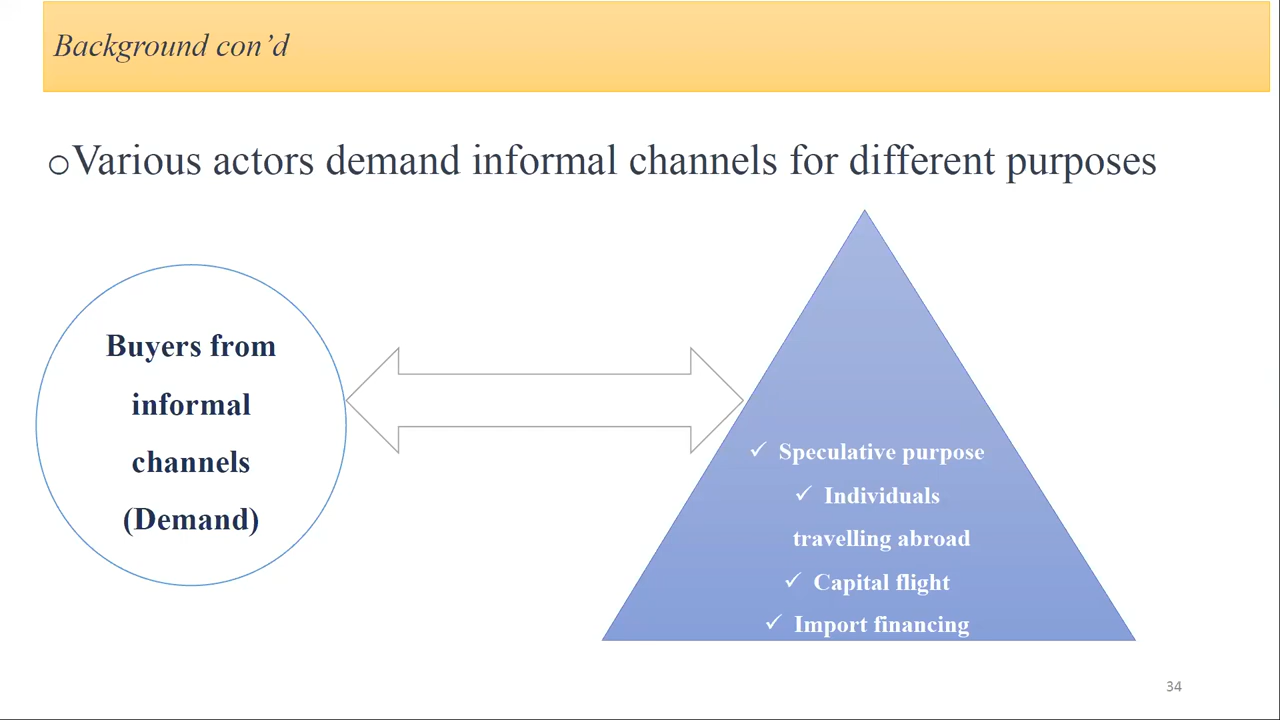 Background con’d
oVarious actors demand informal channels for different purposes
Buyers from
informal
channels
(Demand)
✓ Speculative purpose
✓ Individuals
travelling abroad
✓ Capital flight
✓ Import financing
34